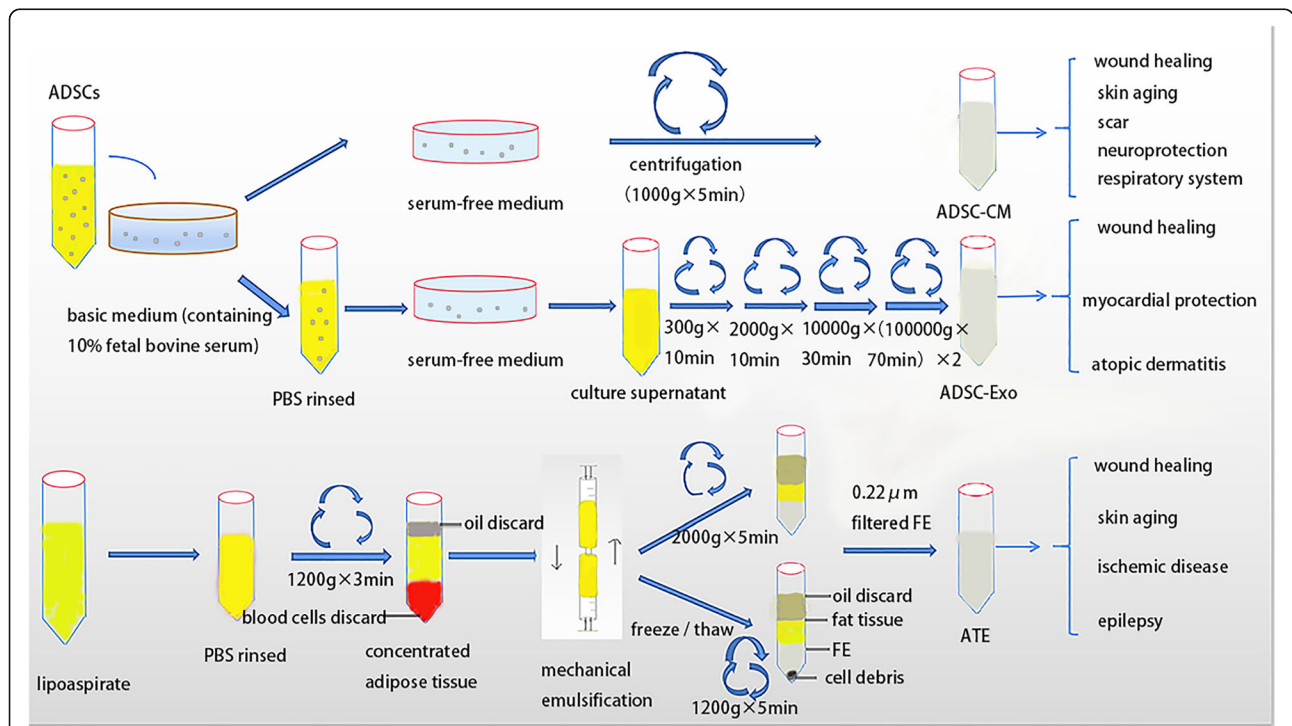 ADSCs
basic medium (containing
10% fetal bovine serum)
serum-free medium
centrifugation
(1000g×5min)
ADSC-CM
wound healing
skin aging
scar
neuroprotection
respiratory system
PBS rinsed
serum-free medium
culture supernatant
300g×
10min
2000g×
10min
10000g×
30min
(100000g×
70min) ×2
ADSC-Exo
wound healing
myocardial protection
atopic dermatitis
lipoaspirate
PBS rinsed
1200g×3min
oil discard
blood cells discard
concentrated
adipose tissue
mechanical
emulsification
2000g×5min
freeze / thaw
1200g×5min
oil discard
fat tissue
FE
cell debris
0.22μm
filtered FE
ATE
wound healing
skin aging
ischemic disease
epilepsy